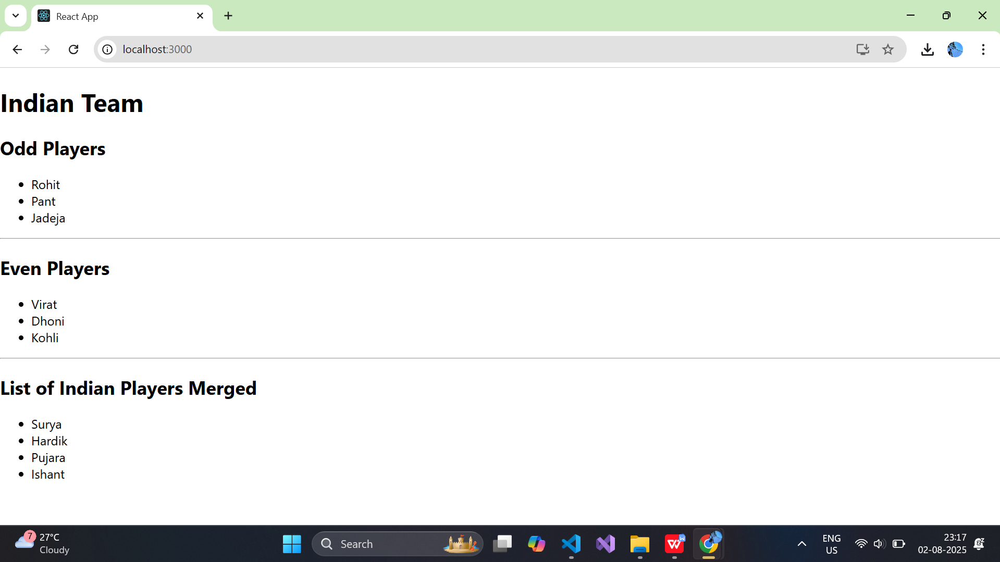 React App
localhost:3000
Indian Team
Odd Players
Rohit
Pant
Jadeja
Even Players
Virat
Dhoni
Kohli
List of Indian Players Merged
Surya
Hardik
Pujara
Ishant
7
27°C
Cloudy
Search
W
W
ENG
US
23:17
02-08-2025